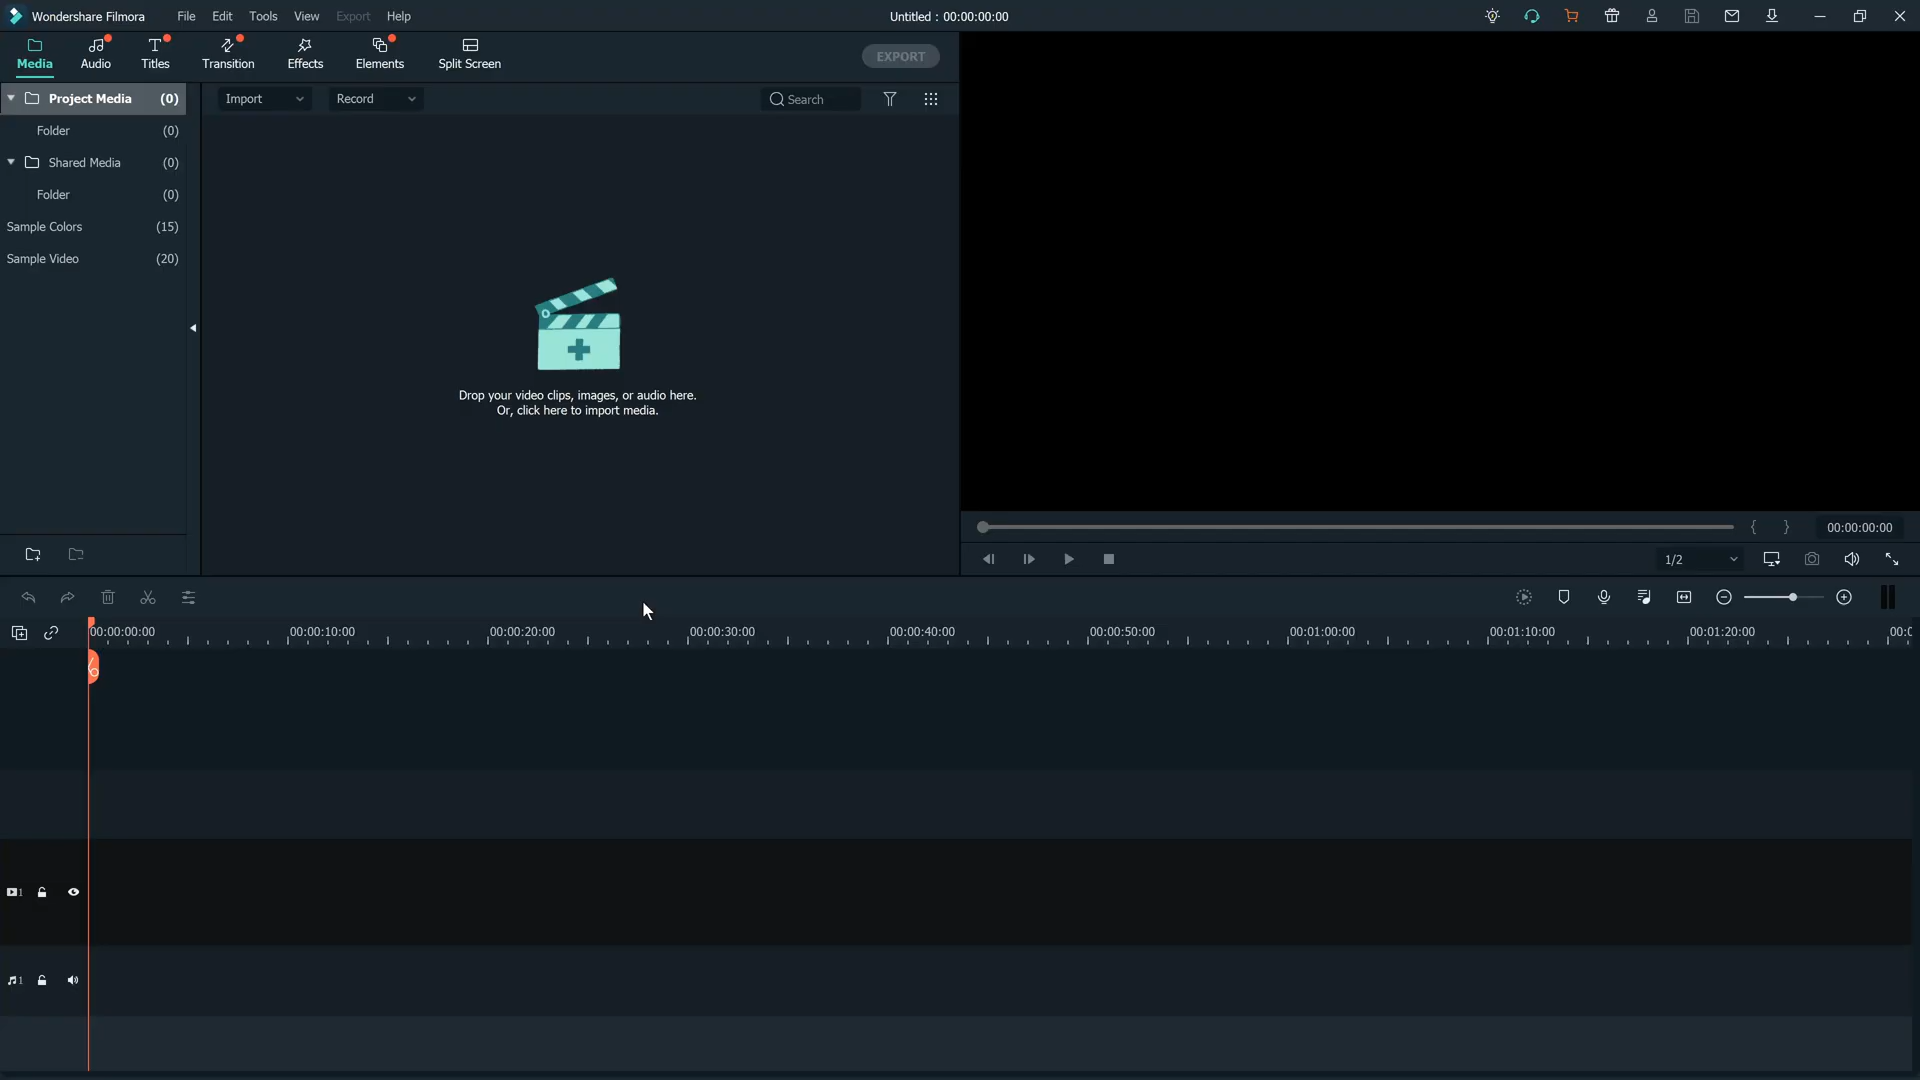 Wondershare Filmora File Edit Tools View Export Help Untitled : 00:00:00:00
Media Audio Titles Transition Effects Elements Split Screen EXPORT
Project Media (0) Import Record Search
Folder (0)
Shared Media (0)
Folder (0)
Sample Colors (15)
Sample Video (20)
Drop your video clips, images, or audio here.
Or, click here to import media.
{ } 00:00:00:00
1/2
00:00:00:00 00:00:10:00 00:00:20:00 00:00:30:00 00:00:40:00 00:00:50:00 00:01:00:00 00:01:10:00 00:01:20:00 00:0
1
1